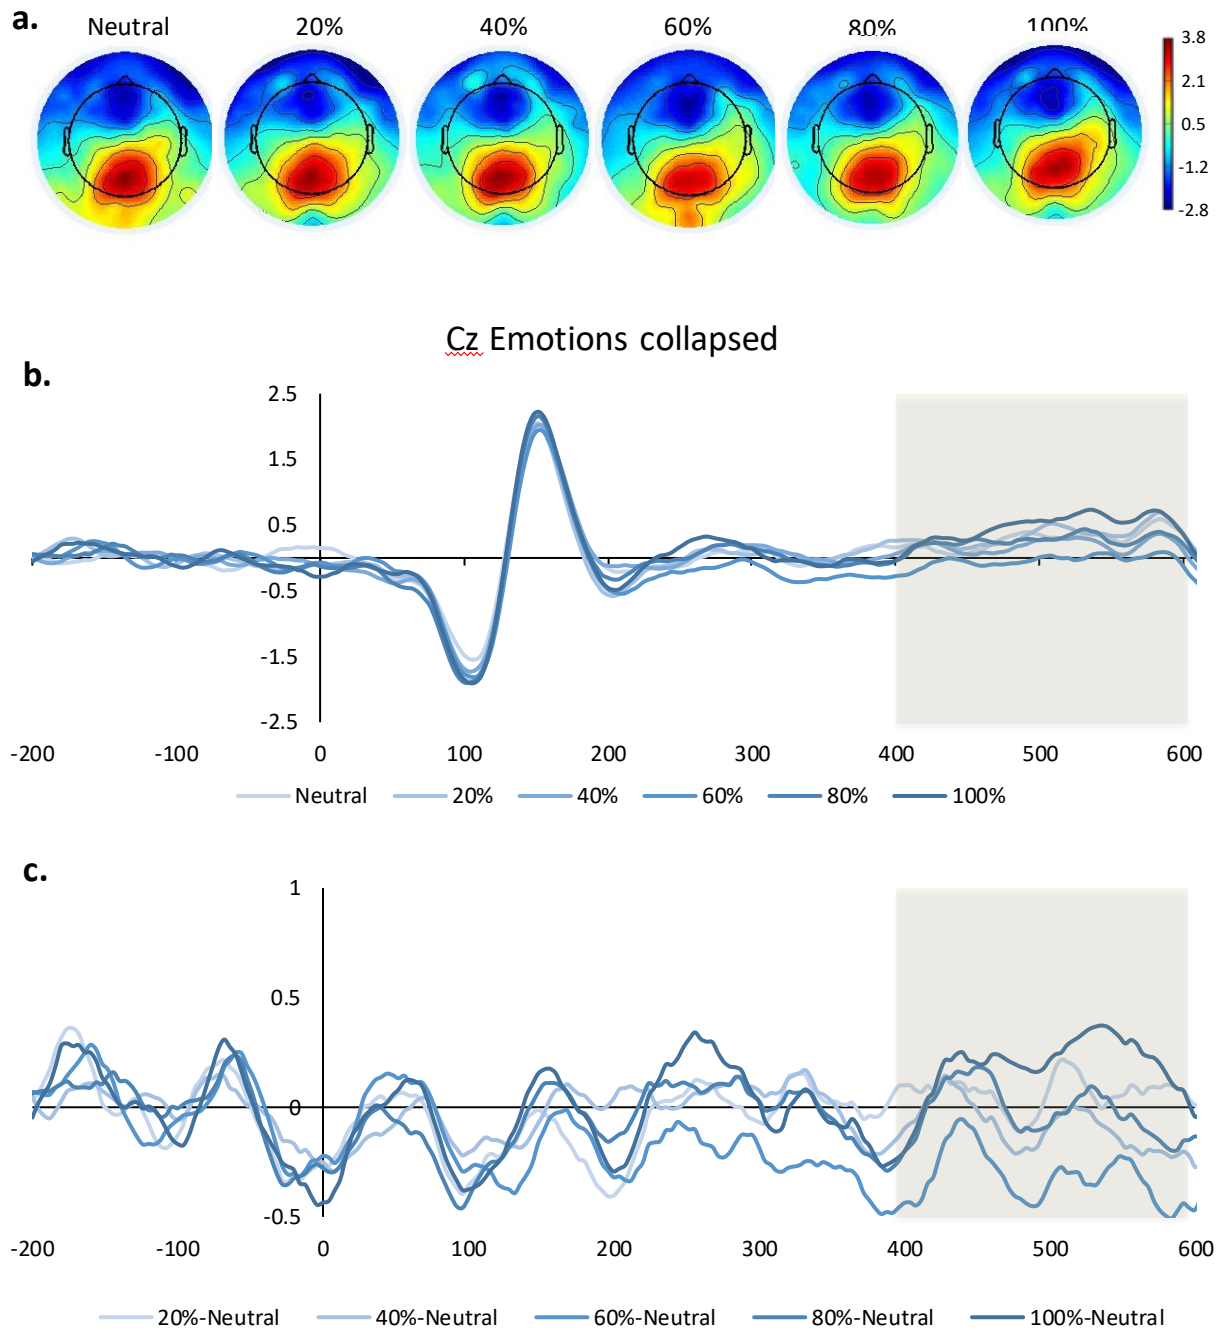 a.
Neutral 20% 40% 60% 80% 100%
3.8
2.1
0.5
-1.2
-2.8
Cz Emotions collapsed
b.
2.5
1.5
0.5
-0.5
-1.5
-2.5
-200 -100 0 100 200 300 400 500 600
Neutral 20% 40% 60% 80% 100%
c.
1
0.5
0
-0.5
-200 -100 0 100 200 300 400 500 600
20%-Neutral 40%-Neutral 60%-Neutral 80%-Neutral 100%-Neutral